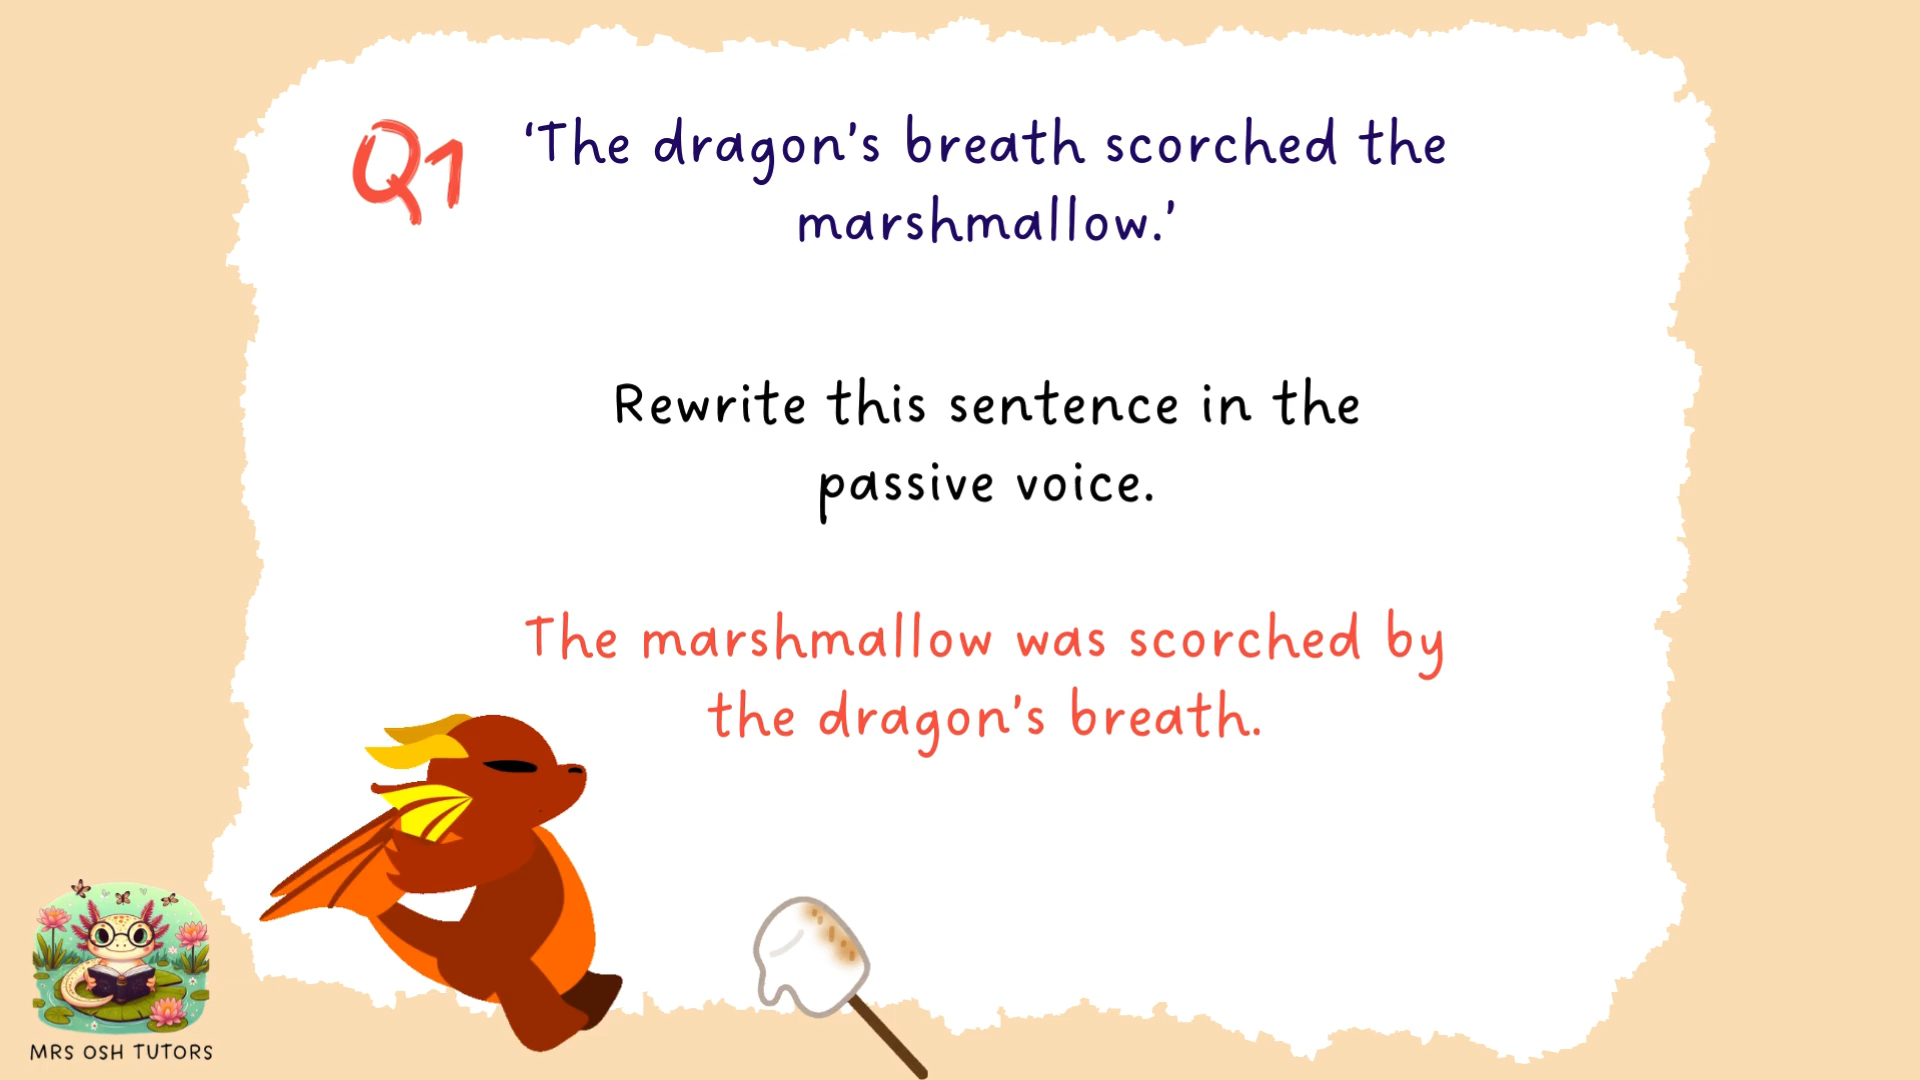 Q1
‘The dragon’s breath scorched the
marshmallow.’
Rewrite this sentence in the
passive voice.
The marshmallow was scorched by
the dragon’s breath.
MRS OSH TUTORS